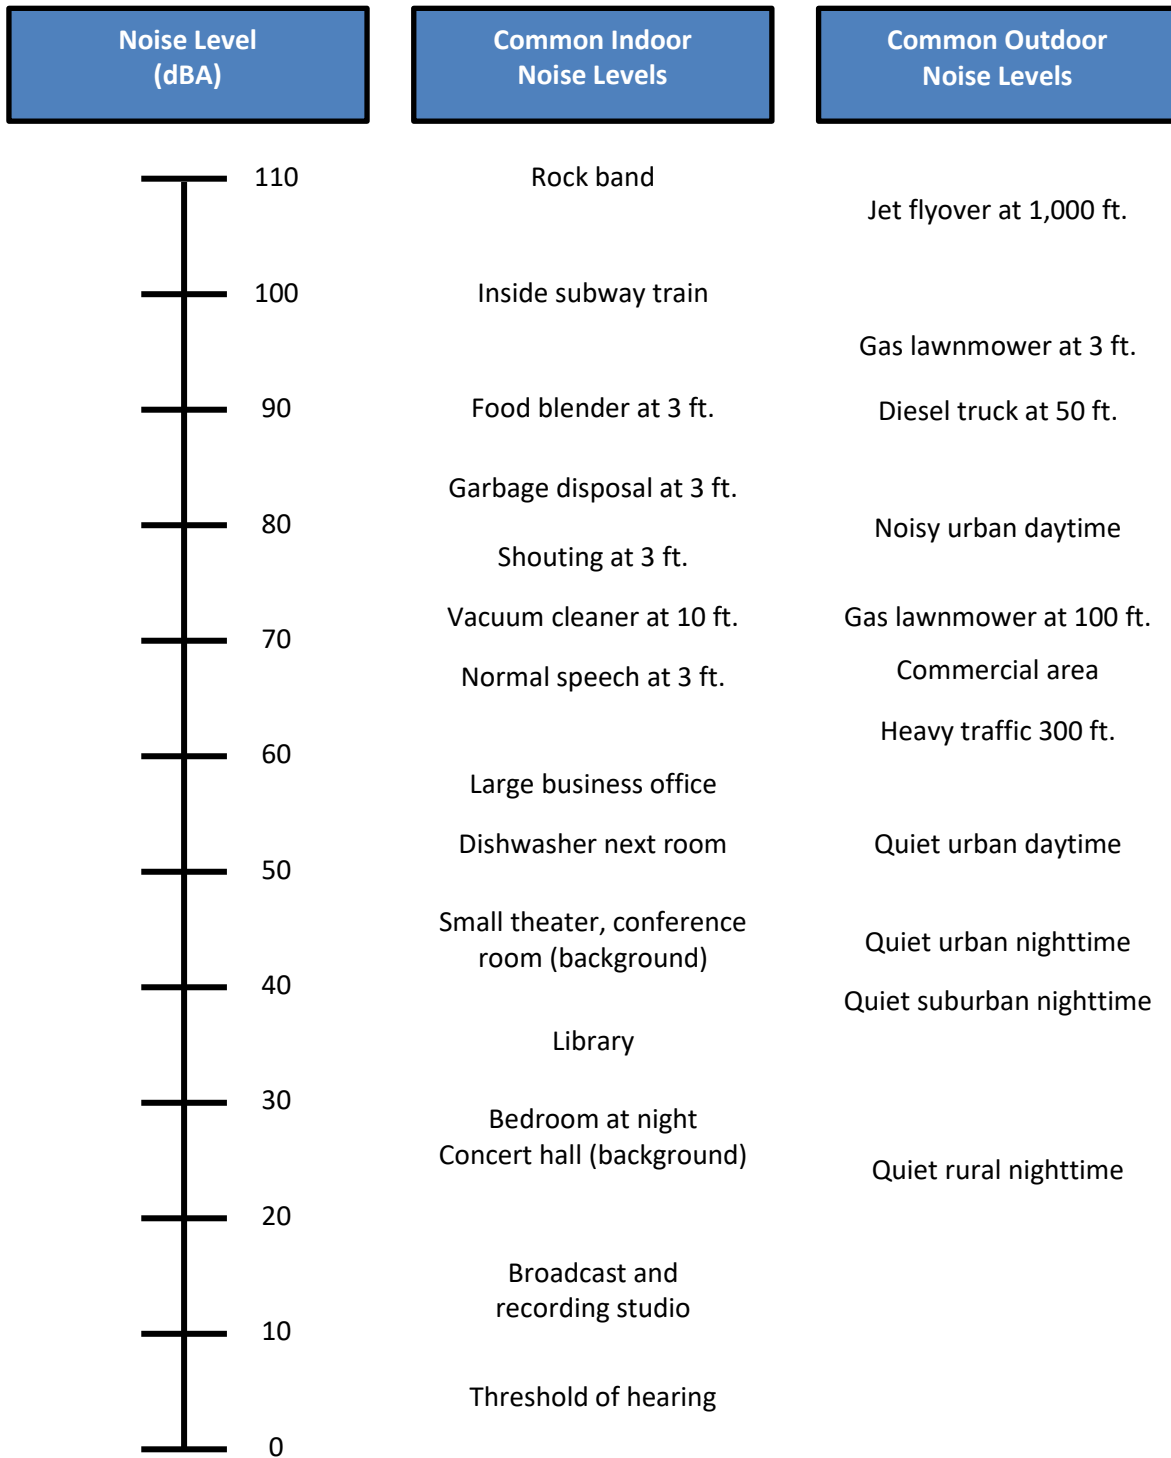 Noise Level
(dBA)
Common Indoor
Noise Levels
Common Outdoor
Noise Levels
110
Rock band
Jet flyover at 1,000 ft.
100
Inside subway train
Gas lawnmower at 3 ft.
90
Food blender at 3 ft.
Diesel truck at 50 ft.
Garbage disposal at 3 ft.
80
Noisy urban daytime
Shouting at 3 ft.
Vacuum cleaner at 10 ft.
Gas lawnmower at 100 ft.
70
Commercial area
Normal speech at 3 ft.
Heavy traffic 300 ft.
60
Large business office
Dishwasher next room
Quiet urban daytime
50
Small theater, conference
room (background)
Quiet urban nighttime
40
Quiet suburban nighttime
Library
30
Bedroom at night
Concert hall (background)
Quiet rural nighttime
20
Broadcast and
recording studio
10
Threshold of hearing
0